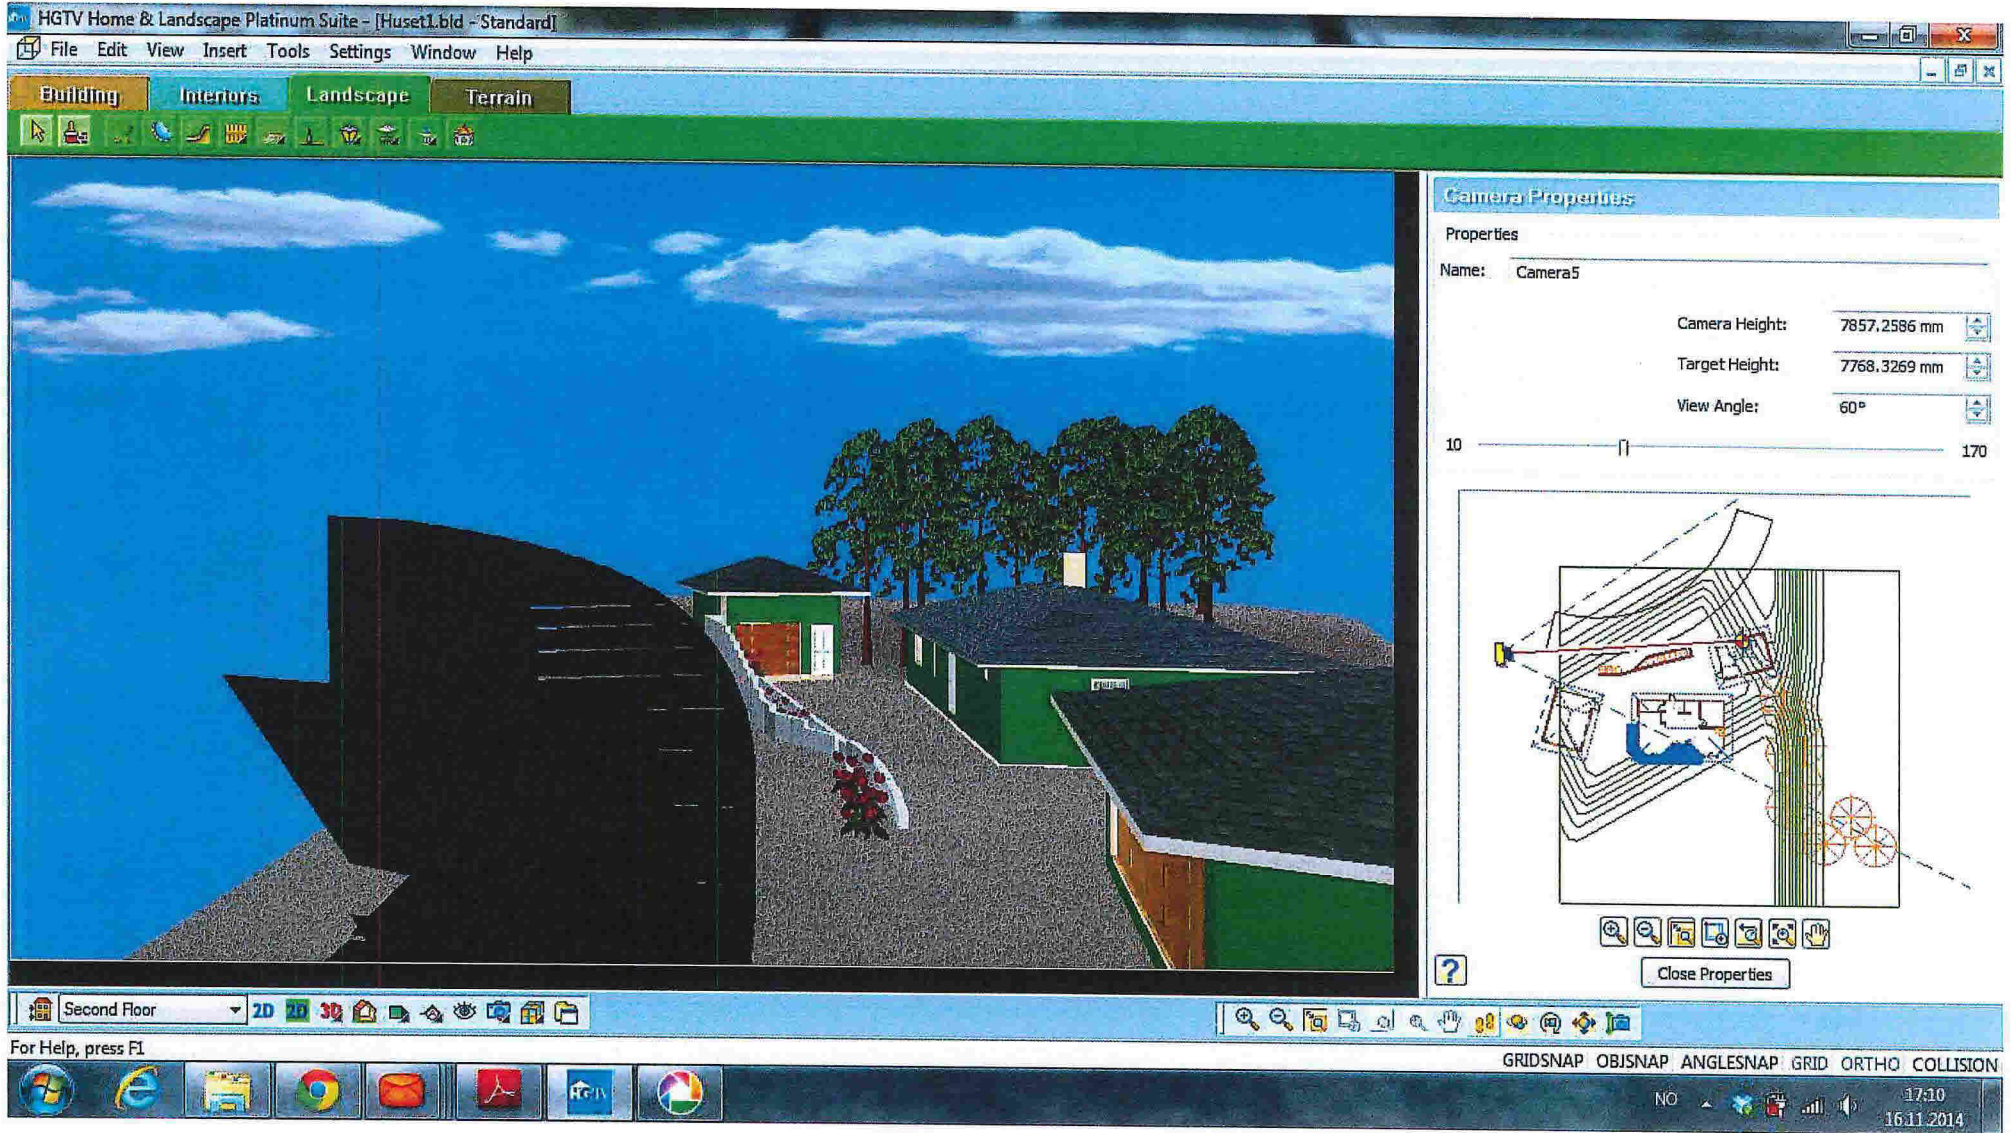 HGTV Home & Landscape Platinum Suite - [Huset1.bld - Standard]
File Edit View Insert Tools Settings Window Help
Building Interiors Landscape Terrain
Camera Properties
Properties
Name: Camera5
Camera Height: 7857,2586 mm
Target Height: 7768,3269 mm
View Angle: 60°
10 170
Close Properties
Second Floor 2D 2D 3D
For Help, press F1
GRIDSNAP OBJSNAP ANGLESNAP GRID ORTHO COLLISION
HGTV
NO 17:10
16.11.2014